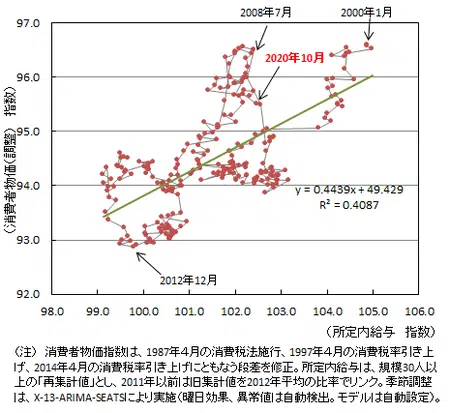 2008年7月
2000年1月
2020年10月
97.0
96.0
95.0
94.0
93.0
92.0
(消費者物価(調整) 指数)
y = 0.4439x + 49.429
R² = 0.4087
2012年12月
98.0 99.0 100.0 101.0 102.0 103.0 104.0 105.0 106.0
(所定内給与 指数)
(注) 消費者物価指数は、1987年4月の消費税法施行、1997年4月の消費税率引き上
げ、2014年4月の消費税率引き上げにともなう段差を修正。所定内給与は、規模30人以
上の「再集計値」とし、2011年以前は旧集計値を2012年平均の比率でリンク。季節調整
は、X-13-ARIMA-SEATSにより実施(曜日効果、異常値は自動検出。モデルは自動設定)。